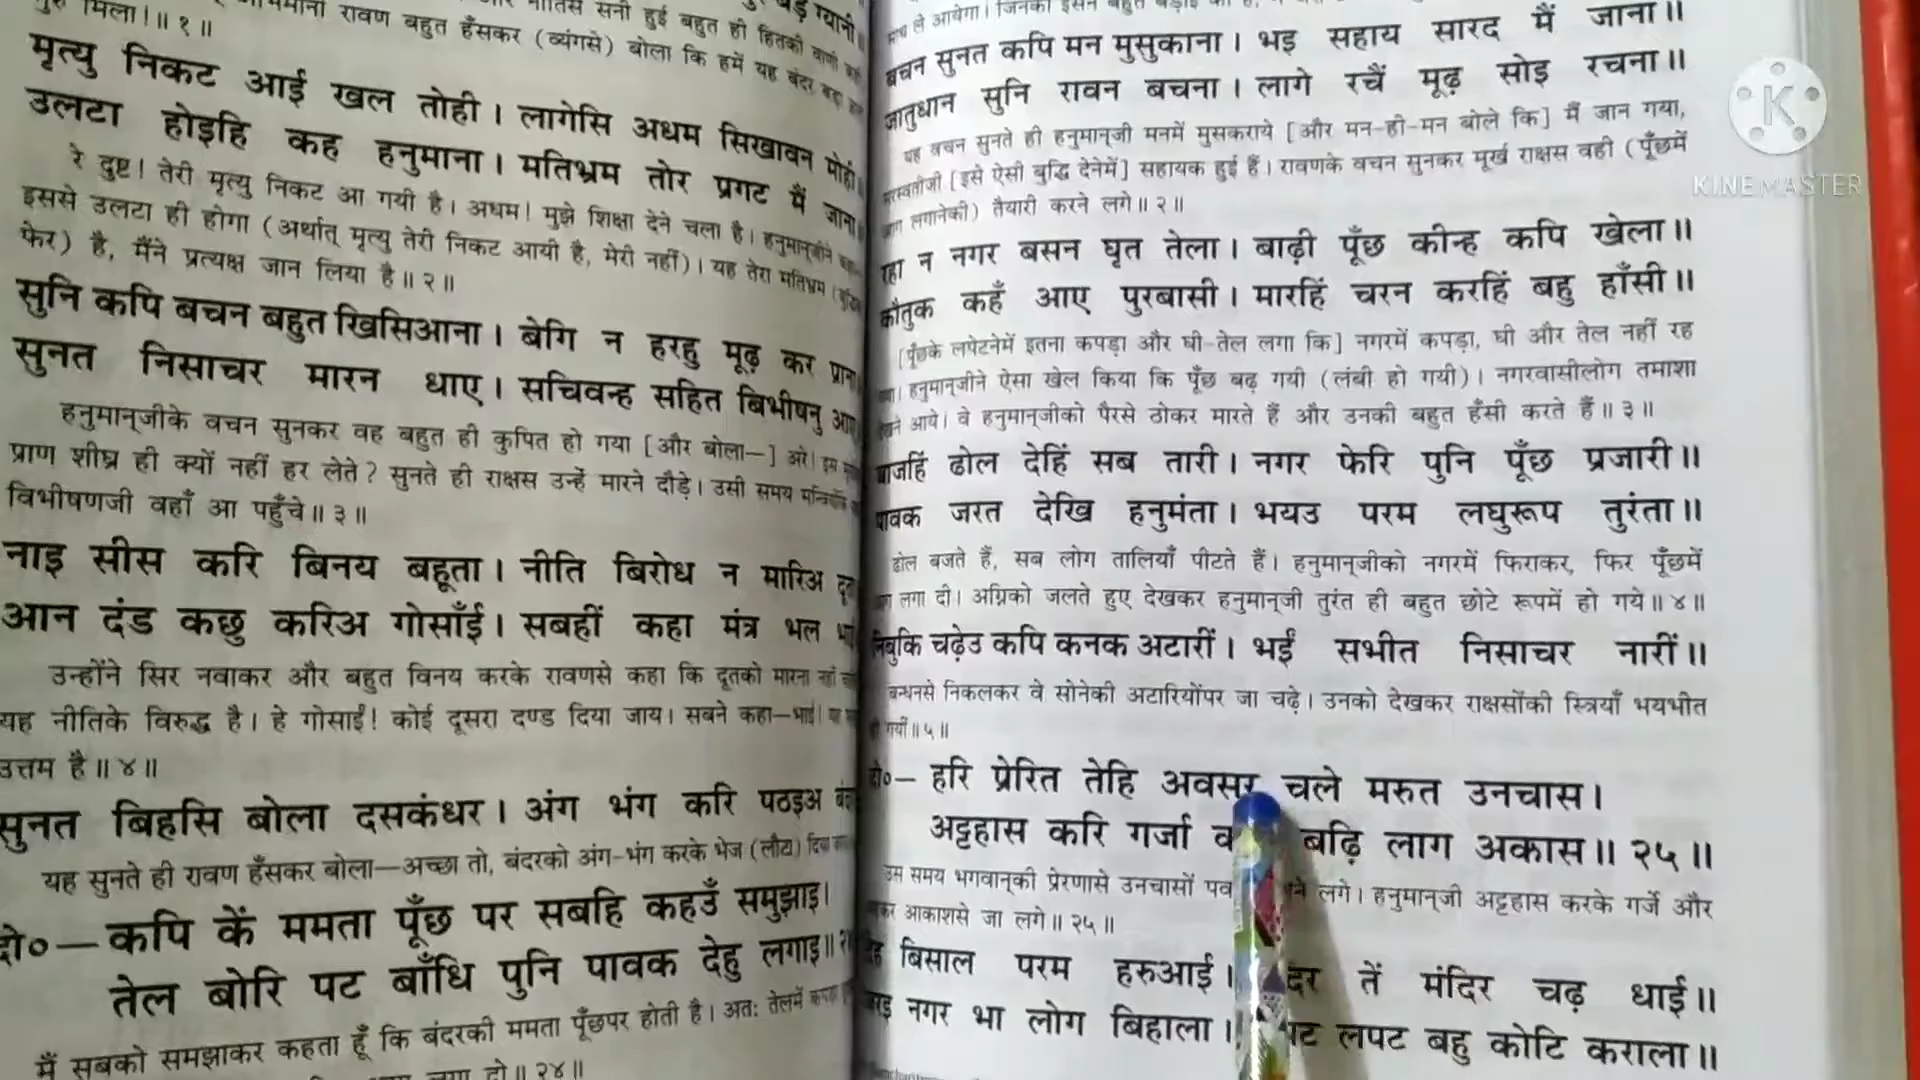 मिला!॥१॥
रावण बहुत हँसकर (व्यंगसे) बोला कि हमें यह बंदर बड़ा
मृत्यु निकट आई खल तोही। लागेसि अधम सिखावन मोही
उलटा होइहि कह हनुमाना। मतिभ्रम तोर प्रगट मैं जाना
रे दुष्ट! तेरी मृत्यु निकट आ गयी है। अधम! मुझे शिक्षा देने चला है। हनुमान्‌जीने
इससे उलटा ही होगा (अर्थात् मृत्यु तेरी निकट आयी है, मेरी नहीं)। यह तेरा मतिभ्रम
फेर) है, मैंने प्रत्यक्ष जान लिया है॥२॥
सुनि कपि बचन बहुत खिसिआना। बेगि न हरहु मूढ़ कर प्राना
सुनत निसाचर मारन धाए। सचिवन्ह सहित बिभीषनु आए
हनुमान्‌जीके वचन सुनकर वह बहुत ही कुपित हो गया [और बोला—] अरे! इस
प्राण शीघ्र ही क्यों नहीं हर लेते? सुनते ही राक्षस उन्हें मारने दौड़े। उसी समय
विभीषणजी वहाँ आ पहुँचे॥३॥
नाइ सीस करि बिनय बहूता। नीति बिरोध न मारिअ
आन दंड कछु करिअ गोसाँई। सबहीं कहा मंत्र भल
उन्होंने सिर नवाकर और बहुत विनय करके रावणसे कहा कि दूतको मारना नहीं
यह नीतिके विरुद्ध है। हे गोसाईं! कोई दूसरा दण्ड दिया जाय। सबने कहा—भाई!
उत्तम है॥४॥
सुनत बिहसि बोला दसकंधर। अंग भंग करि पठइअ
यह सुनते ही रावण हँसकर बोला—अच्छा तो, बंदरको अंग-भंग करके भेज (लौटा) दिया
दो०— कपि कें ममता पूँछ पर सबहि कहउँ समुझाइ।
तेल बोरि पट बाँधि पुनि पावक देहु लगाइ॥
मैं सबको समझाकर कहता हूँ कि बंदरकी ममता पूँछपर होती है। अतः तेलमें
दो॥२४॥
बचन सुनत कपि मन मुसुकाना। भइ सहाय सारद मैं जाना॥
जातुधान सुनि रावन बचना। लागे रचैं मूढ़ सोइ रचना॥
यह वचन सुनते ही हनुमान्‌जी मनमें मुसकराये [और मन-ही-मन बोले कि] मैं जान गया,
सरस्वतीजी [इसे ऐसी बुद्धि देनेमें] सहायक हुई हैं। रावणके वचन सुनकर मूर्ख राक्षस वही (पूँछमें
लगानेकी) तैयारी करने लगे॥२॥
रहा न नगर बसन घृत तेला। बाढ़ी पूँछ कीन्ह कपि खेला॥
कौतुक कहँ आए पुरबासी। मारहिं चरन करहिं बहु हाँसी॥
[पूँछके लपेटनेमें इतना कपड़ा और घी-तेल लगा कि] नगरमें कपड़ा, घी और तेल नहीं रह
हनुमान्‌जीने ऐसा खेल किया कि पूँछ बढ़ गयी (लंबी हो गयी)। नगरवासीलोग तमाशा
आये। वे हनुमान्‌जीको पैरसे ठोकर मारते हैं और उनकी बहुत हँसी करते हैं॥३॥
बाजहिं ढोल देहिं सब तारी। नगर फेरि पुनि पूँछ प्रजारी॥
पावक जरत देखि हनुमंता। भयउ परम लघुरूप तुरंता॥
ढोल बजते हैं, सब लोग तालियाँ पीटते हैं। हनुमान्‌जीको नगरमें फिराकर, फिर पूँछमें
लगा दी। अग्निको जलते हुए देखकर हनुमान्‌जी तुरंत ही बहुत छोटे रूपमें हो गये॥४॥
निबुकि चढ़ेउ कपि कनक अटारीं। भईं सभीत निसाचर नारीं॥
बन्धनसे निकलकर वे सोनेकी अटारियोंपर जा चढ़े। उनको देखकर राक्षसोंकी स्त्रियाँ भयभीत
गयीं॥५॥
दो०— हरि प्रेरित तेहि अवसर चले मरुत उनचास।
अट्टहास करि गर्जा बढ़ि लाग अकास॥२५॥
उस समय भगवान्‌की प्रेरणासे उनचासों लगे। हनुमान्‌जी अट्टहास करके गर्जे और
आकाशसे जा लगे॥२५॥
बिसाल परम हरुआई। तें मंदिर चढ़ धाई॥
नगर भा लोग बिहाला। लपट बहु कोटि कराला॥
K
KINEMASTER